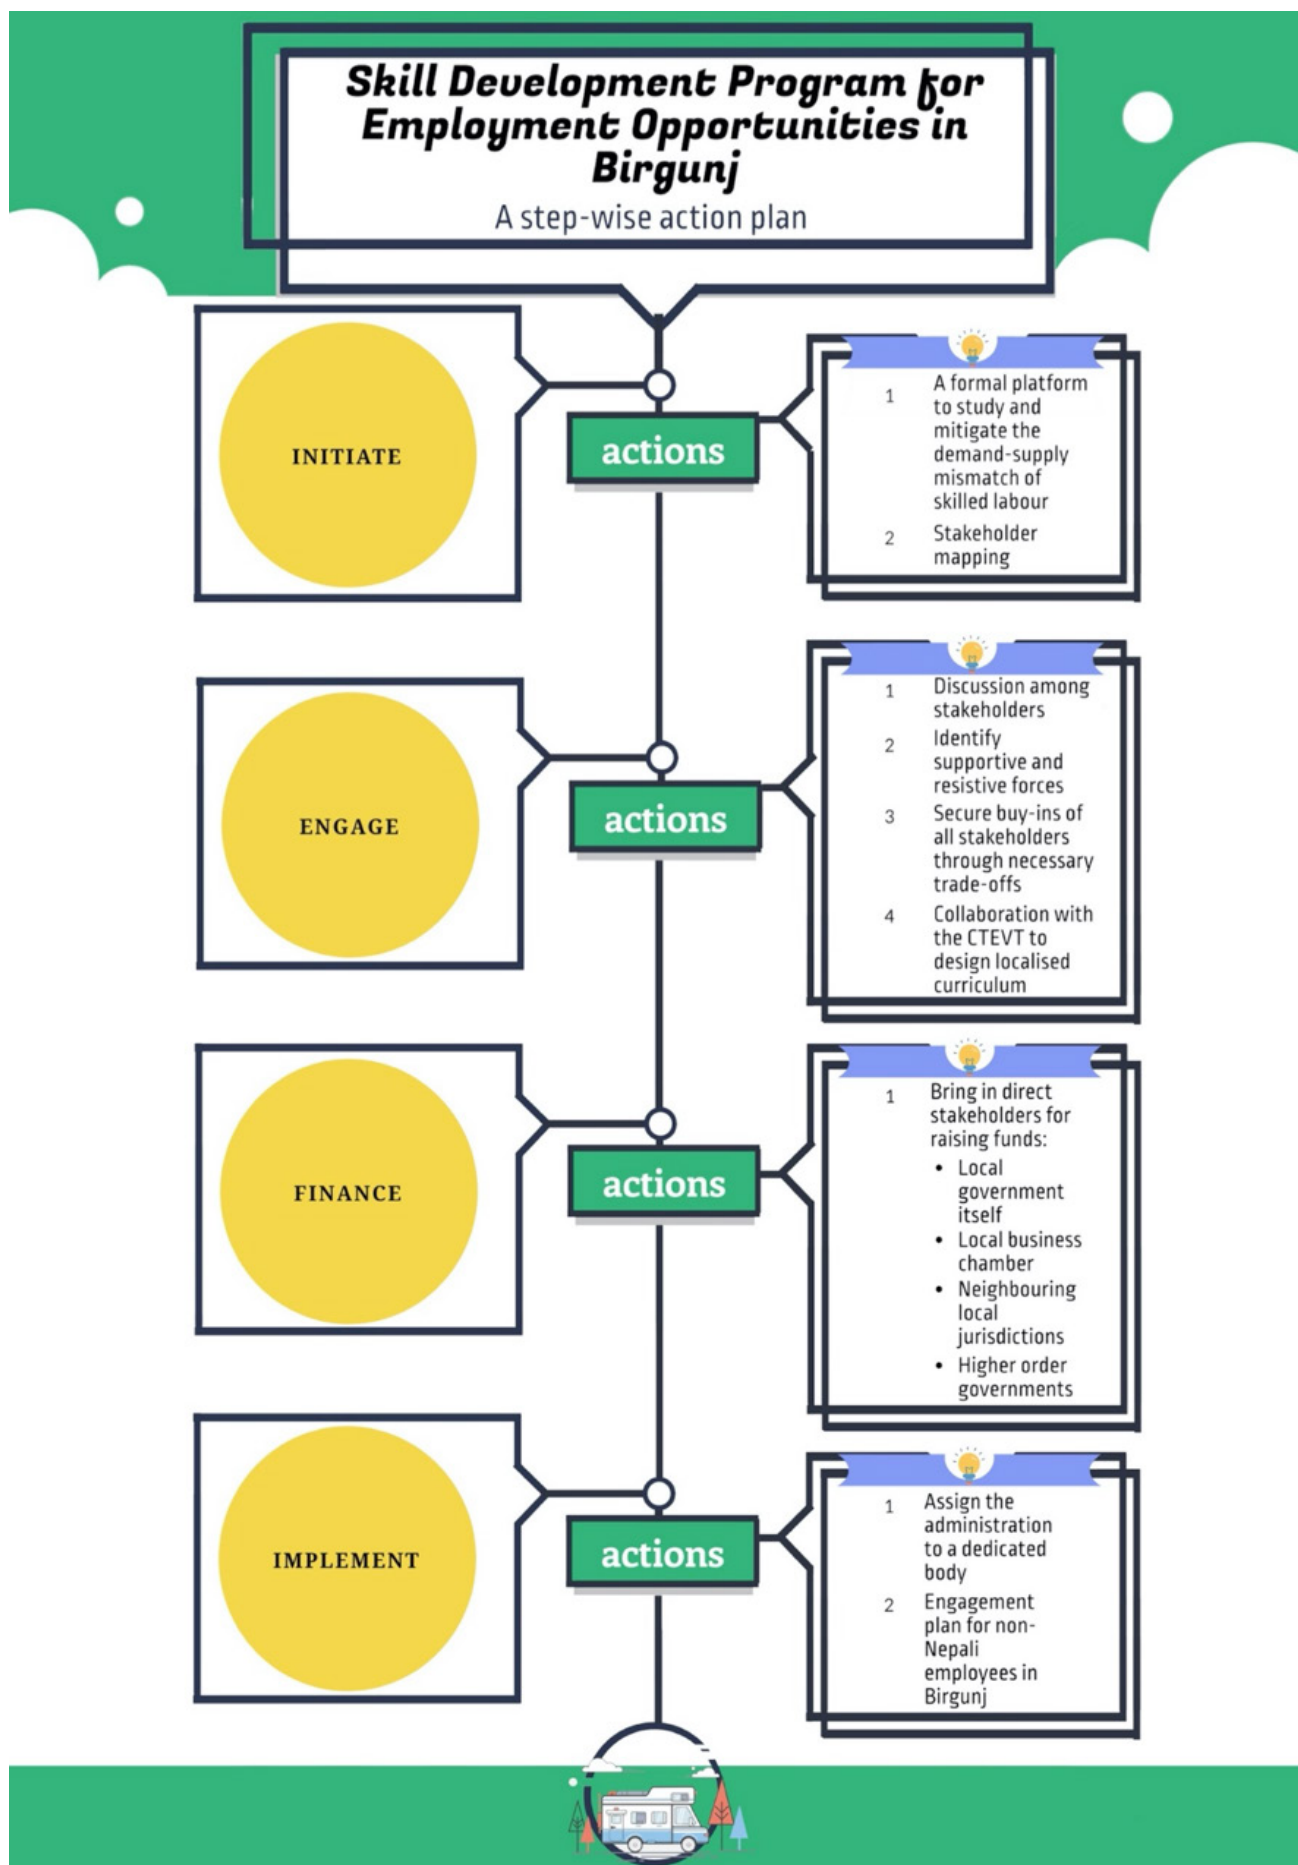 Skill Development Program for
Employment Opportunities in
Birgunj
A step-wise action plan
INITIATE
actions
1 A formal platform
to study and
mitigate the
demand-supply
mismatch of
skilled labour
2 Stakeholder
mapping
ENGAGE
actions
1 Discussion among
stakeholders
2 Identify
supportive and
resistive forces
3 Secure buy-ins of
all stakeholders
through necessary
trade-offs
4 Collaboration with
the CTEVT to
design localised
curriculum
FINANCE
actions
1 Bring in direct
stakeholders for
raising funds:
• Local
government
itself
• Local business
chamber
• Neighbouring
local
jurisdictions
• Higher order
governments
IMPLEMENT
actions
1 Assign the
administration
to a dedicated
body
2 Engagement
plan for non-
Nepali
employees in
Birgunj